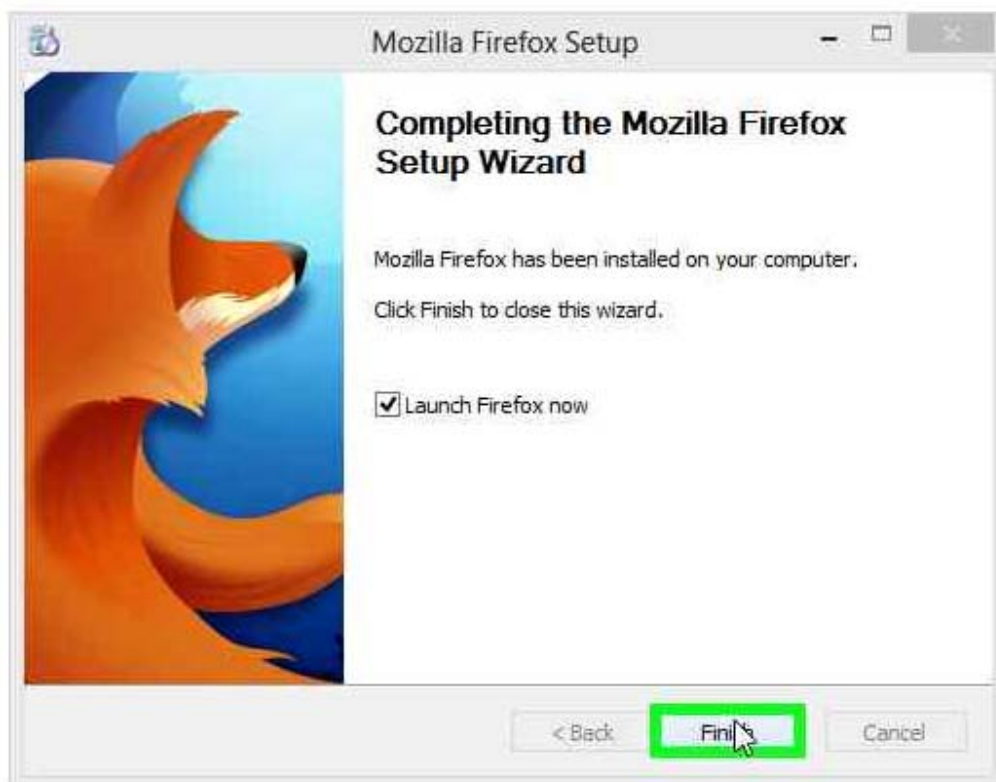 Mozilla Firefox Setup
Completing the Mozilla Firefox
Setup Wizard
Mozilla Firefox has been installed on your computer.
Click Finish to close this wizard.
Launch Firefox now
< Back Finish Cancel